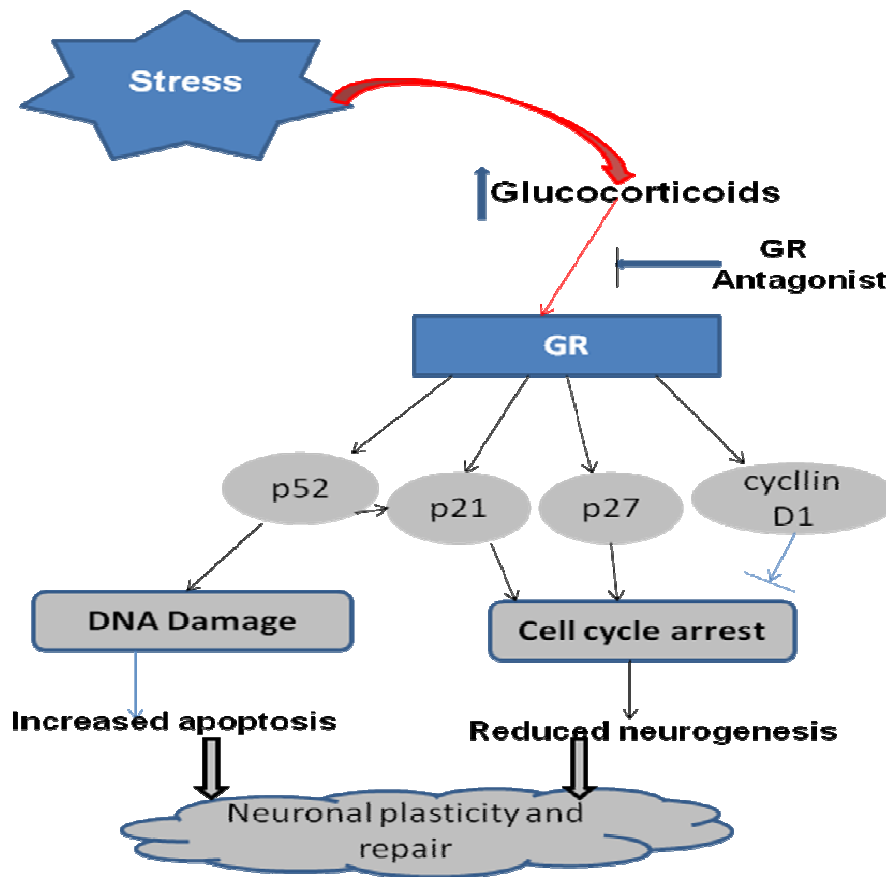 Stress
Glucocorticoids
GR
Antagonist
GR
p52
p21
p27
cycllin
D1
DNA Damage
Cell cycle arrest
Increased apoptosis
Reduced neurogenesis
Neuronal plasticity and
repair